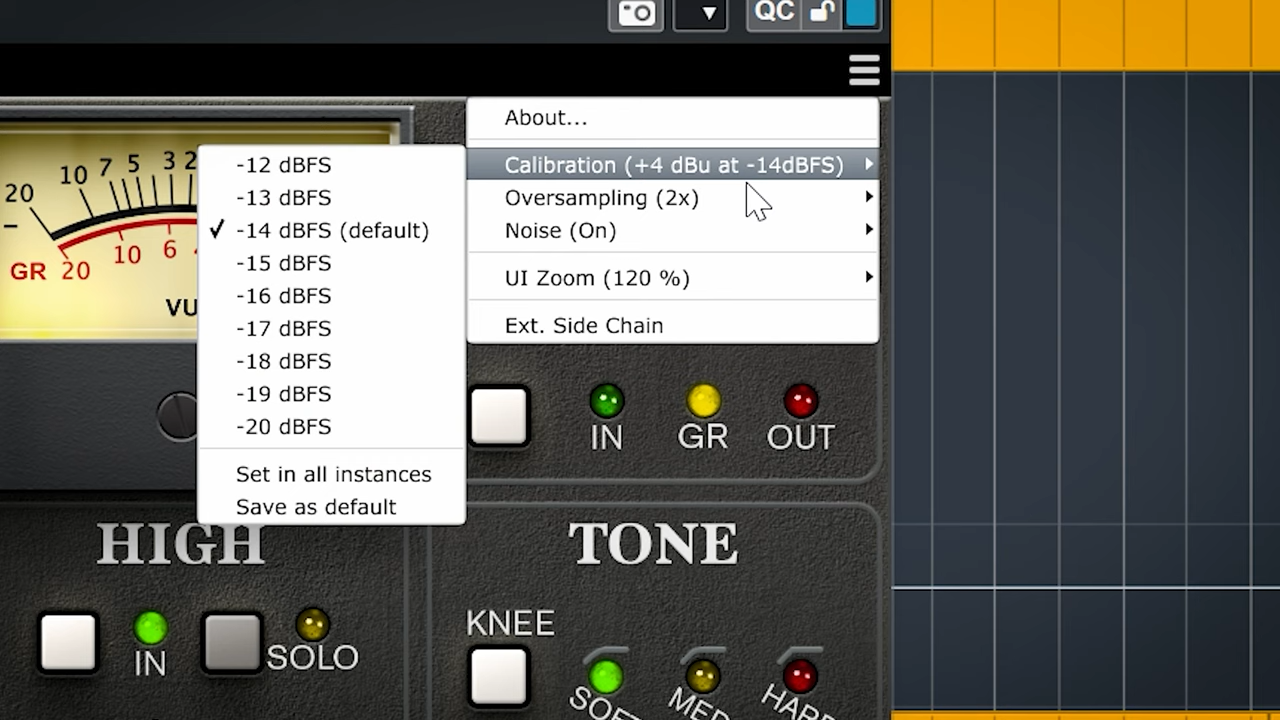 QC
About...
Calibration (+4 dBu at -14dBFS)
Oversampling (2x)
Noise (On)
UI Zoom (120 %)
Ext. Side Chain
-12 dBFS
-13 dBFS
✓ -14 dBFS (default)
-15 dBFS
-16 dBFS
-17 dBFS
-18 dBFS
-19 dBFS
-20 dBFS
Set in all instances
Save as default
20 10 7 5 3 2
GR 20 10 6
VU
IN GR OUT
HIGH
IN SOLO
TONE
KNEE
SOFT MED HARD